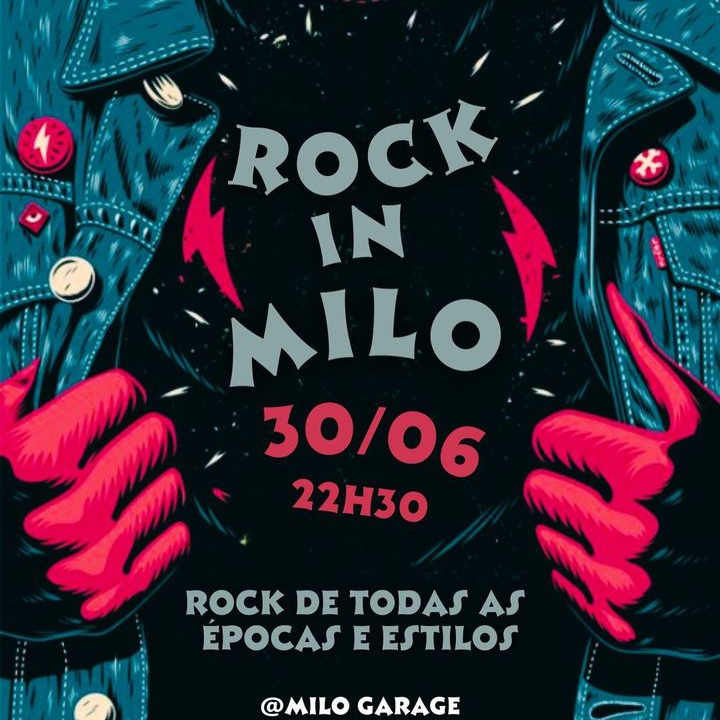 ROCK
IN
MILO
30/06
22H30
ROCK DE TODAS AS
ÉPOCAS E ESTILOS
@MILO GARAGE